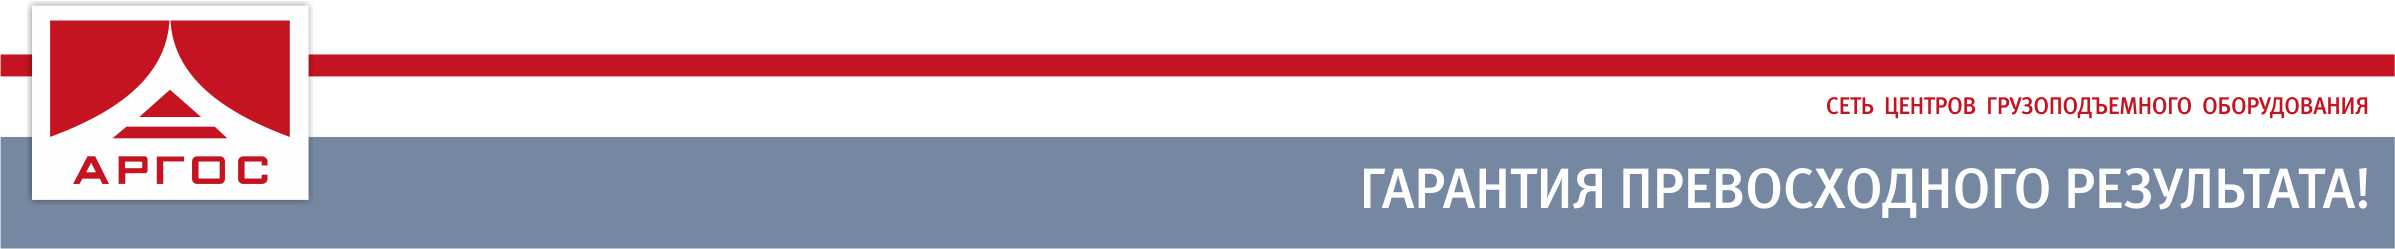 АРГОС
СЕТЬ ЦЕНТРОВ ГРУЗОПОДЪЕМНОГО ОБОРУДОВАНИЯ
ГАРАНТИЯ ПРЕВОСХОДНОГО РЕЗУЛЬТАТА!